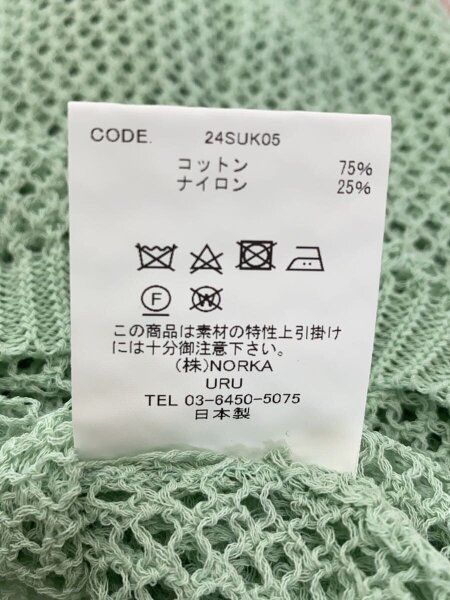 CODE. 24SUK05
コットン 75%
ナイロン 25%
F W
この商品は素材の特性上引掛け
には十分御注意下さい。
(株)NORKA
URU
TEL 03-6450-5075
日本製